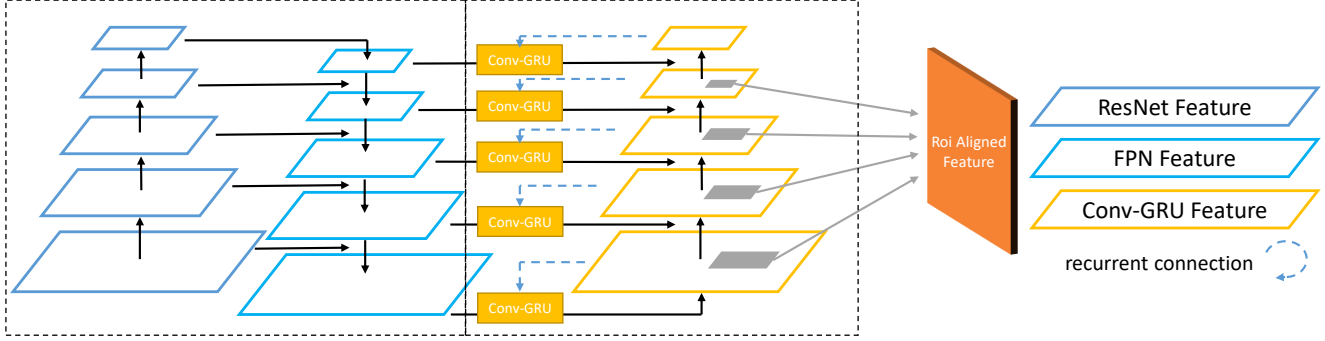 Conv-GRU
Conv-GRU
Conv-GRU
Conv-GRU
Conv-GRU
Roi Aligned
Feature
ResNet Feature
FPN Feature
Conv-GRU Feature
recurrent connection